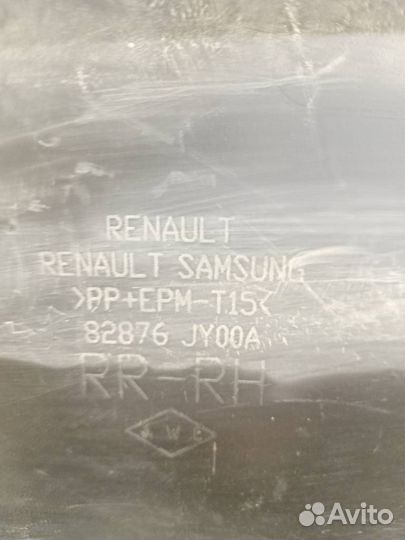 RENAULT
RENAULT SAMSUNG
>PP+EPM-T15<
82876 JY00A
RR-RH
Avito